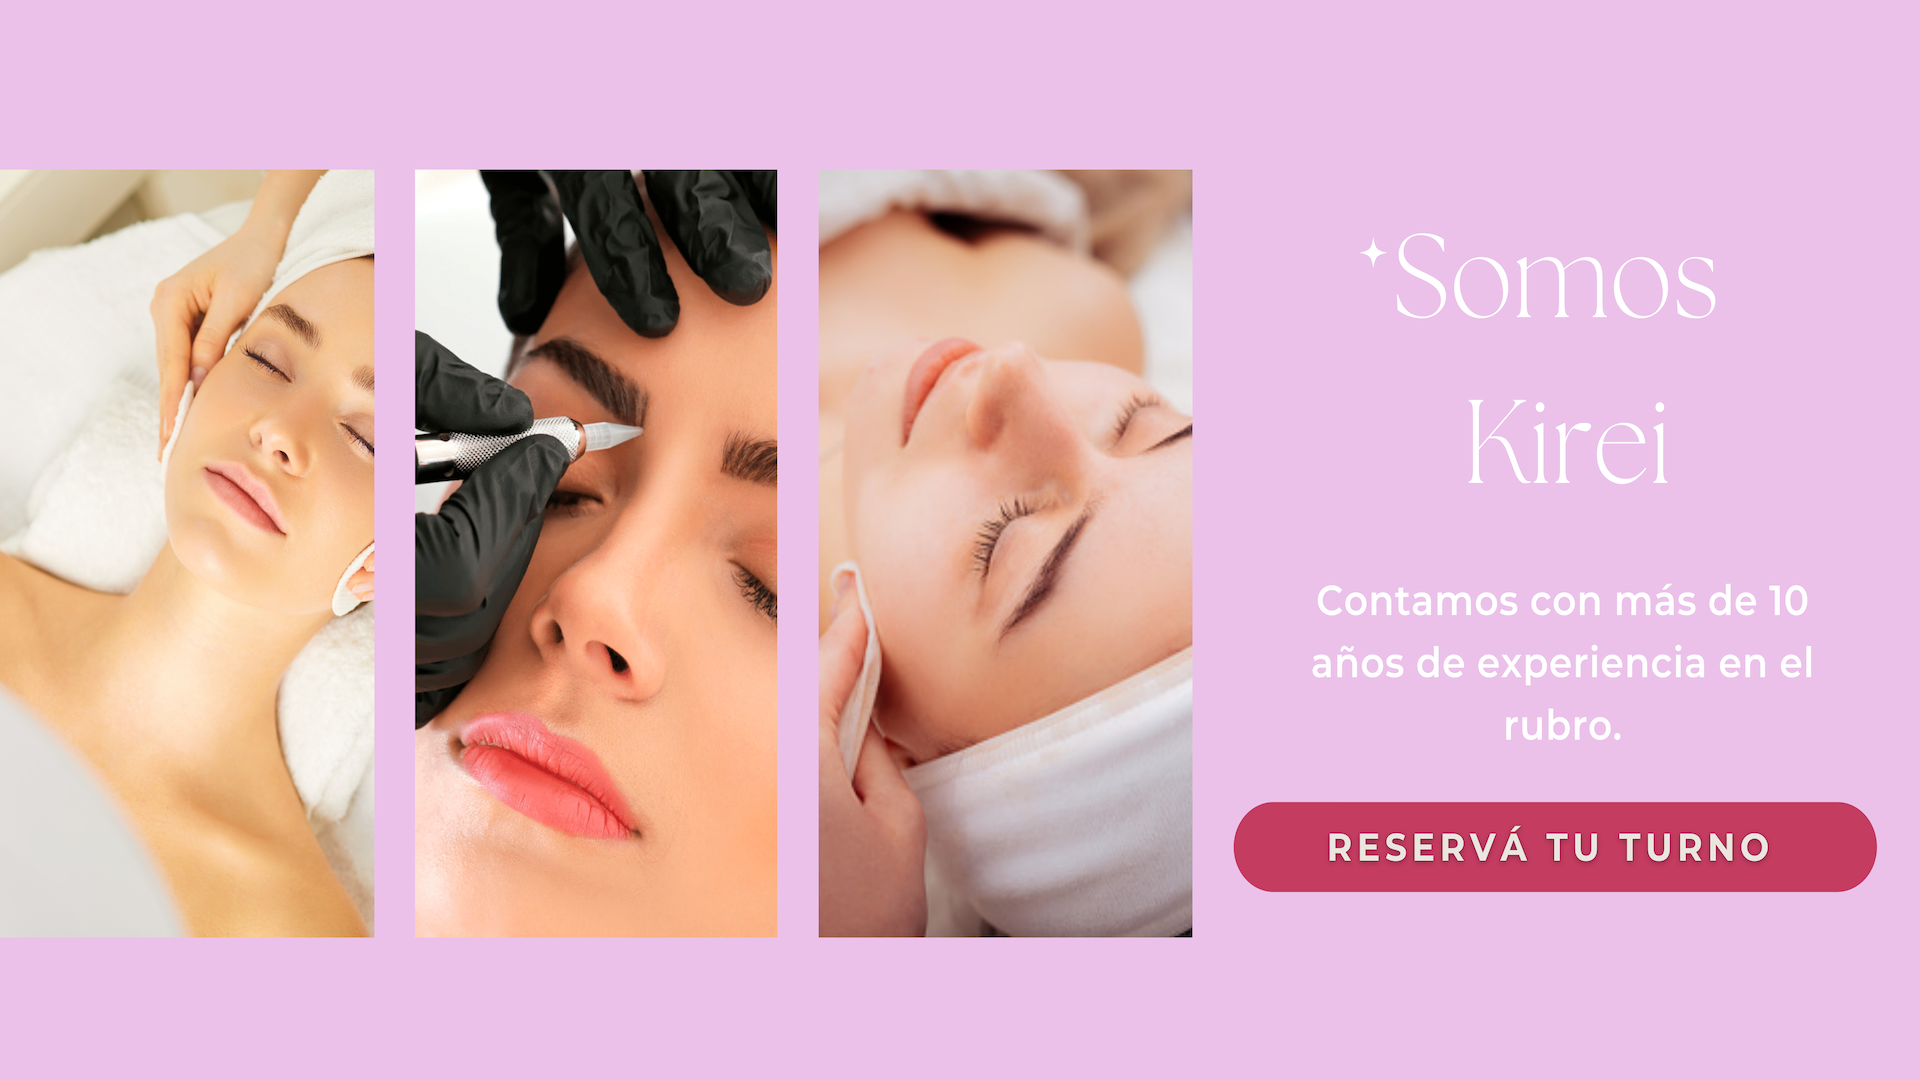 Somos
Kirei
Contamos con más de 10
años de experiencia en el
rubro.
RESERVÁ TU TURNO